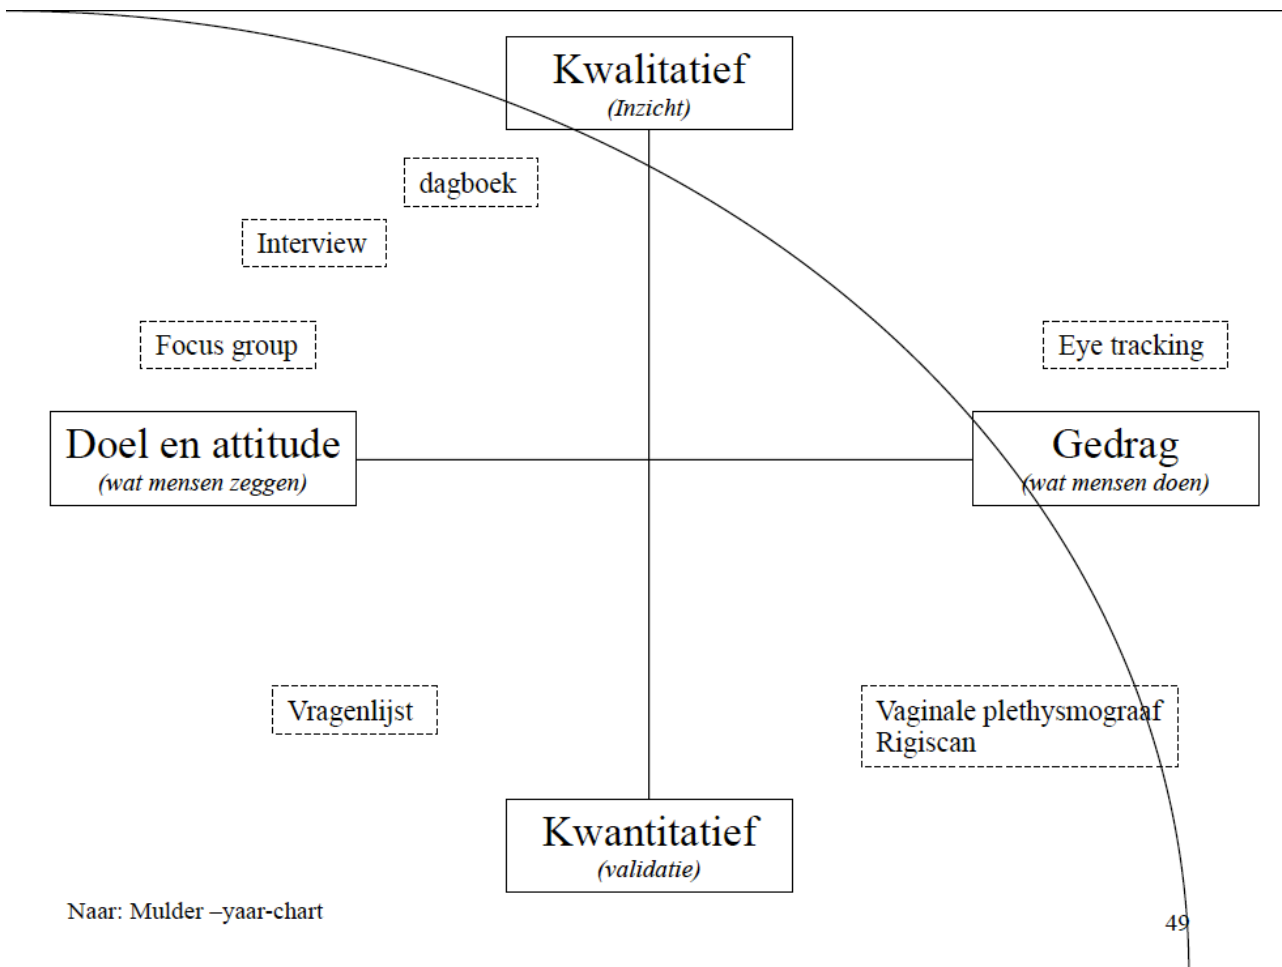 Kwalitatief
(Inzicht)
dagboek
Interview
Focus group
Eye tracking
Doel en attitude
(wat mensen zeggen)
Gedrag
(wat mensen doen)
Vragenlijst
Vaginale plethysmograaf
Rigiscan
Kwantitatief
(validatie)
Naar: Mulder –yaar-chart
49